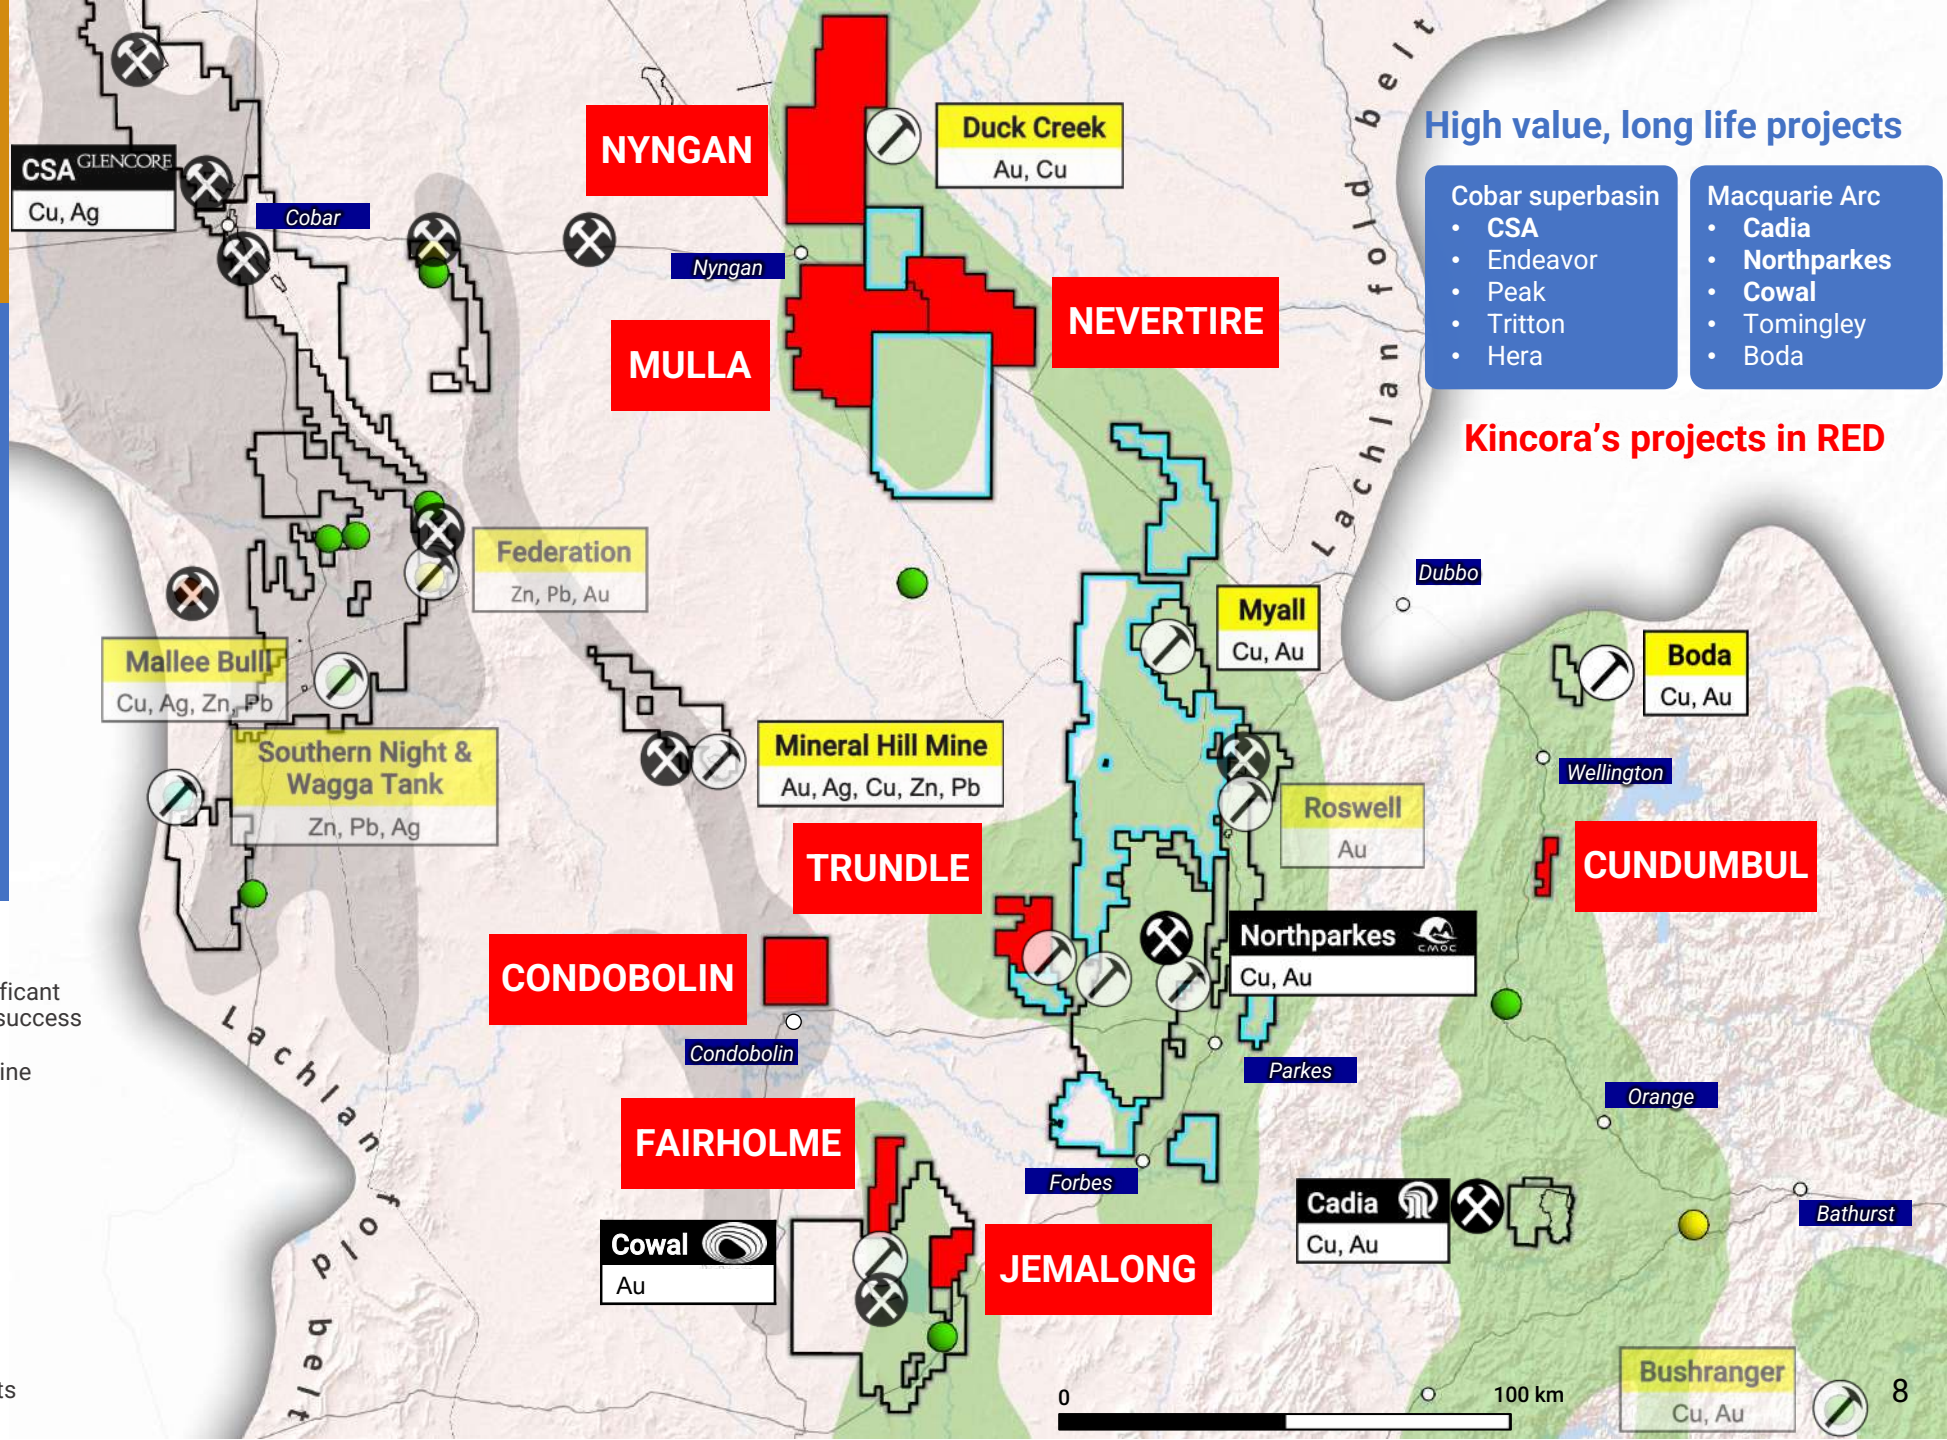 NYNGAN
Duck Creek
Au, Cu
CSA GLENCORE
Cu, Ag
Cobar
Nyngan
MULLA
NEVERTIRE
Lachlan fold belt
High value, long life projects
Cobar superbasin
• CSA
• Endeavor
• Peak
• Tritton
• Hera
Macquarie Arc
• Cadia
• Northparkes
• Cowal
• Tomingley
• Boda
Kincora's projects in RED
Federation
Zn, Pb, Au
Dubbo
Myall
Cu, Au
Boda
Cu, Au
Mallee Bulll
Cu, Ag, Zn, Pb
Southern Night &
Wagga Tank
Zn, Pb, Ag
Mineral Hill Mine
Au, Ag, Cu, Zn, Pb
Wellington
Roswell
Au
TRUNDLE
CUNDUMBUL
Northparkes CMOC
Cu, Au
CONDOBOLIN
Condobolin
ficant
success
ine
Lachlan fold belt
Parkes
Orange
FAIRHOLME
Forbes
Cadia
Cu, Au
Bathurst
Cowal
Au
JEMALONG
Bushranger
Cu, Au
ts
0
100 km
8